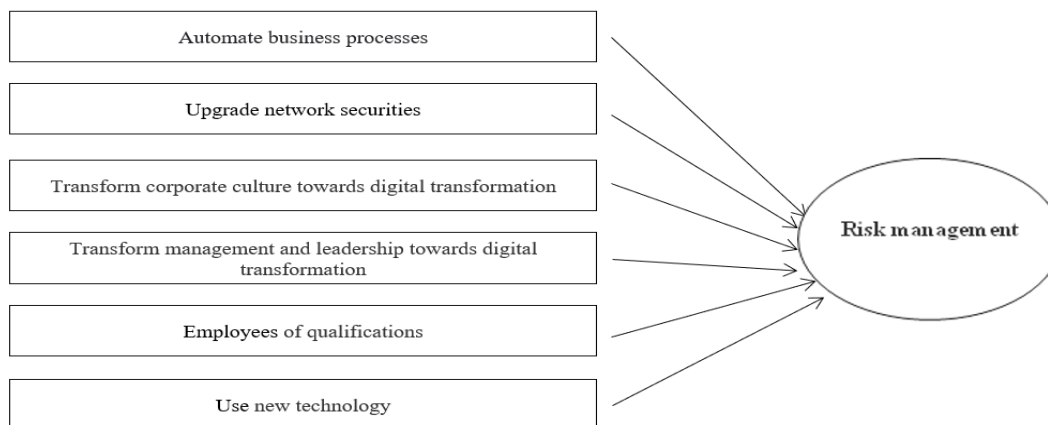 Automate business processes
Upgrade network securities
Transform corporate culture towards digital transformation
Transform management and leadership towards digital
transformation
Employees of qualifications
Use new technology
Risk management